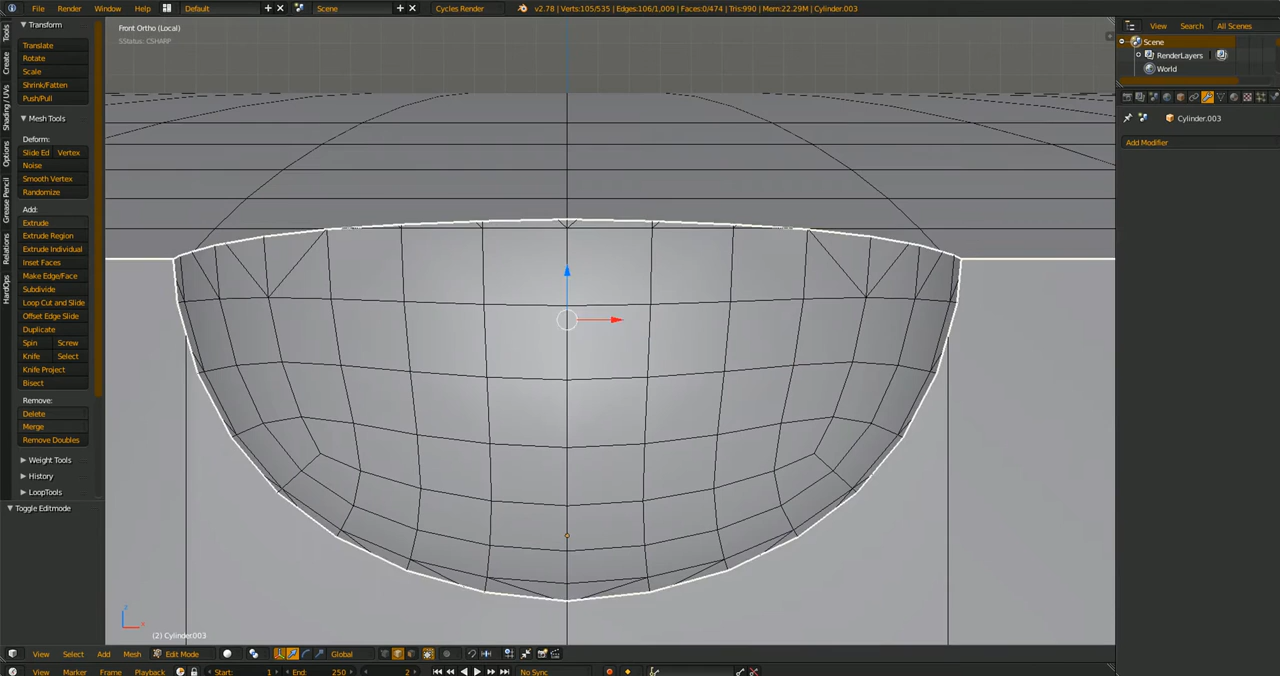 File Render Window Help Default Scene Cycles Render v2.78 | Verts:105/535 | Edges:106/1,009 | Faces:0/474 | Tris:990 | Mem:22.29M | Cylinder.003
Front Ortho (Local)
SStatus: CSHARP
Tools
Create
Shading / UVs
Options
Grease Pencil
Relations
HardOps
Transform
Translate
Rotate
Scale
Shrink/Fatten
Push/Pull
Mesh Tools
Deform:
Slide Ed Vertex
Noise
Smooth Vertex
Randomize
Add:
Extrude
Extrude Region
Extrude Individual
Inset Faces
Make Edge/Face
Subdivide
Loop Cut and Slide
Offset Edge Slide
Duplicate
Spin Screw
Knife Select
Knife Project
Bisect
Remove:
Delete
Merge
Remove Doubles
Weight Tools
History
LoopTools
Toggle Editmode
z
x
(2) Cylinder.003
View Search All Scenes
Scene
RenderLayers
World
Cylinder.003
Add Modifier
View Select Add Mesh Edit Mode Global
View Marker Frame Playback Start: 1 End: 250 2 No Sync